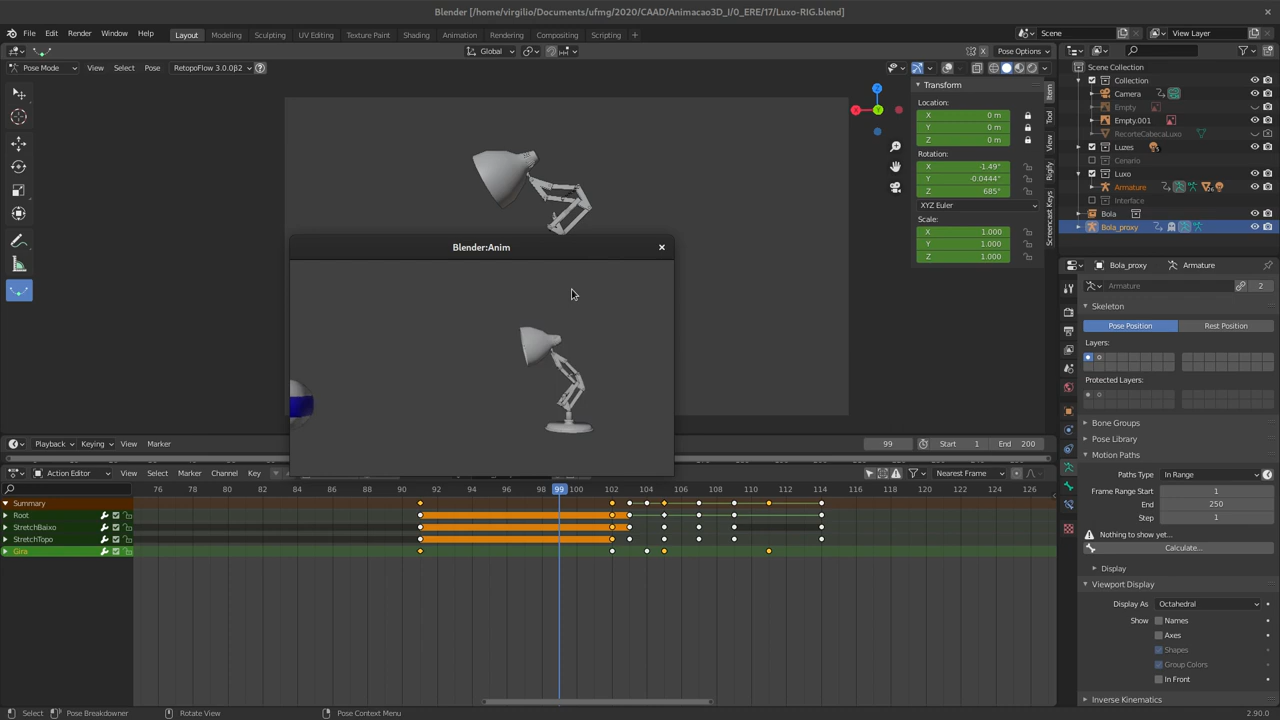 Blender [/home/virgilio/Documents/ufmg/2020/CAAD/Animacao3D_I/0_ERE/17/Luxo-RIG.blend]
File Edit Render Window Help Layout Modeling Sculpting UV Editing Texture Paint Shading Animation Rendering Compositing Scripting + Scene View Layer
Global Pose Options
Pose Mode View Select Pose RetopoFlow 3.0.0β2
Scene Collection
Collection
Camera
Empty
Empty.001
RecorteCabecaLuxo
Luzes
Cenario
Luxo
Armature
Interface
Bola
Bola_proxy
Transform
Location:
X 0 m
Y 0 m
Z 0 m
Rotation:
X -1.49°
Y -0.0444°
Z 685°
XYZ Euler
Scale:
X 1.000
Y 1.000
Z 1.000
Item
Tool
View
Rigify
Screencast Keys
X
Y
Z
Blender:Anim
Bola_proxy Armature
Armature 2
Skeleton
Pose Position Rest Position
Layers:
Protected Layers:
Bone Groups
Pose Library
Motion Paths
Paths Type In Range
Frame Range Start 1
End 250
Step 1
Nothing to show yet...
Calculate...
Display
Viewport Display
Display As Octahedral
Show Names
Axes
Shapes
Group Colors
In Front
Inverse Kinematics
Playback Keying View Marker 99 Start 1 End 200
Action Editor View Select Marker Channel Key Nearest Frame
76 78 80 82 84 86 88 90 92 94 96 98 99 100 102 104 106 108 110 112 114 116 118 120 122 124 126
Summary
Root
StretchBaixo
StretchTopo
Gira
Select Pose Breakdowner Rotate View Pose Context Menu 2.90.0